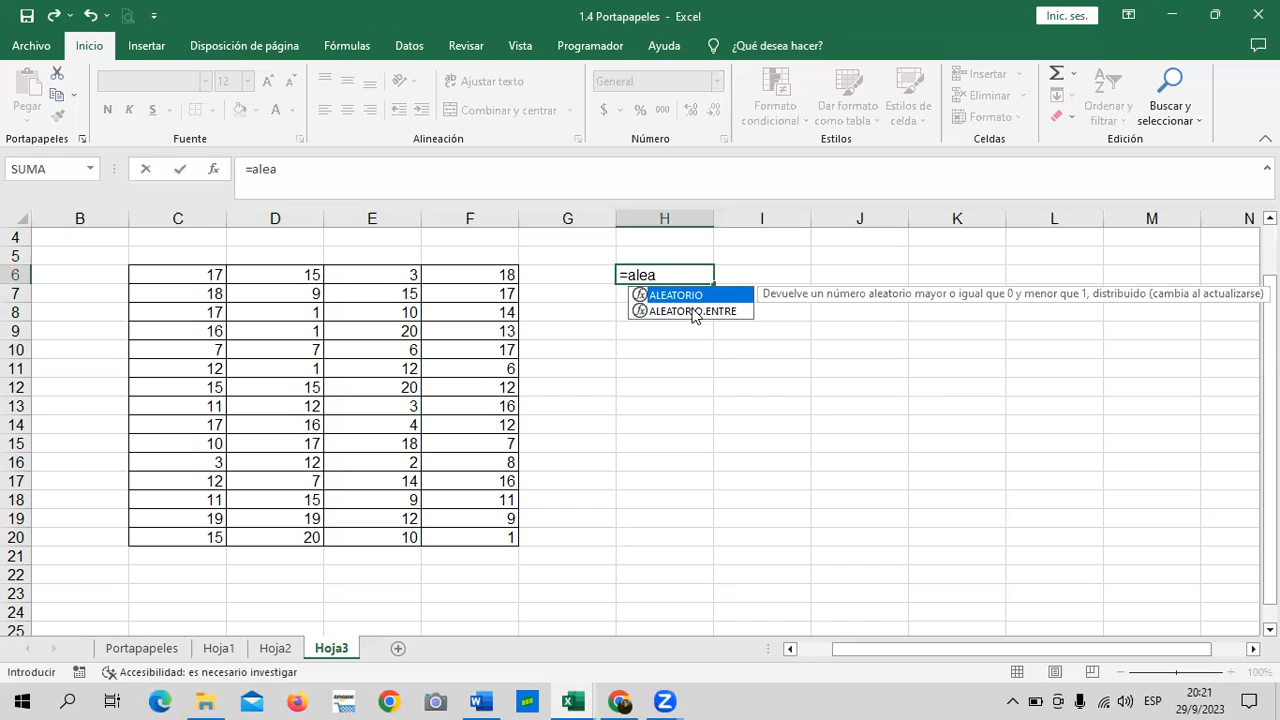 1.4 Portapapeles - Excel
Inic. ses.
Archivo Inicio Insertar Disposición de página Fórmulas Datos Revisar Vista Programador Ayuda ¿Qué desea hacer?
Pegar
12
N K S A
Ajustar texto
Combinar y centrar
General
$ % 000
Formato condicional
Dar formato como tabla
Estilos de celda
Insertar
Eliminar
Formato
Ordenar y filtrar
Buscar y seleccionar
Portapapeles Fuente Alineación Número Estilos Celdas Edición
SUMA fx =alea
B C D E F G H I J K L M N
4
5
6 17 15 3 18 =alea
7 18 9 15 17 ALEATORIO Devuelve un número aleatorio mayor o igual que 0 y menor que 1, distribuido (cambia al actualizarse)
8 17 1 10 14 ALEATORIO.ENTRE
9 16 1 20 13
10 7 7 6 17
11 12 1 12 6
12 15 15 20 12
13 11 12 3 16
14 17 16 4 12
15 10 17 18 7
16 3 12 2 8
17 12 7 14 16
18 11 15 9 11
19 19 19 12 9
20 15 20 10 1
21
22
23
24
25
Portapapeles Hoja1 Hoja2 Hoja3
Introducir Accesibilidad: es necesario investigar 100%
ESP 20:21
29/9/2023